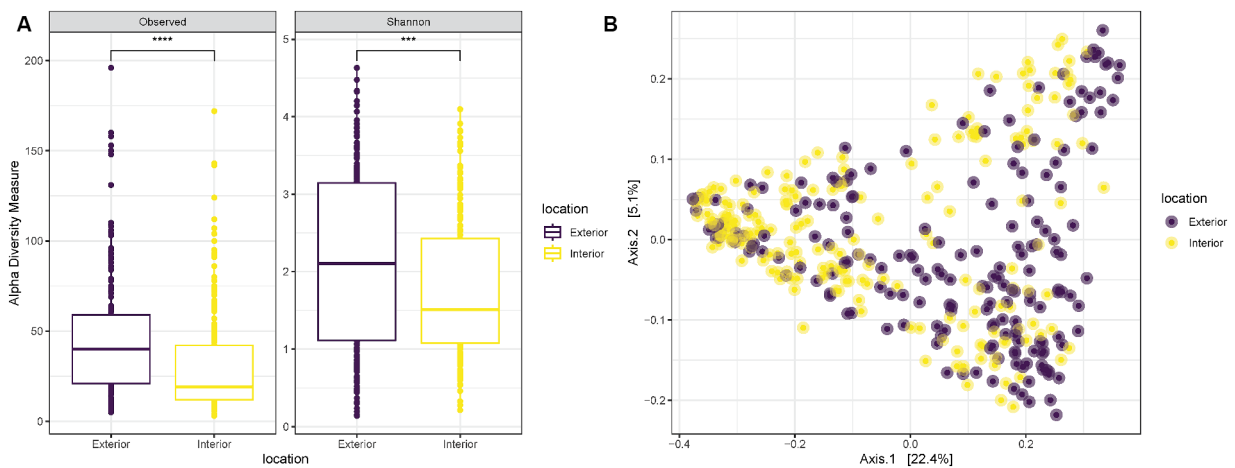 A
Observed
Shannon
****
***
Alpha Diversity Measure
200
150
100
50
0
5
4
3
2
1
0
Exterior
Interior
Exterior
Interior
location
location
Exterior
Interior
B
Axis.2 [5.1%]
0.2
0.1
0.0
−0.1
−0.2
−0.4
−0.2
0.0
0.2
Axis.1 [22.4%]
location
Exterior
Interior